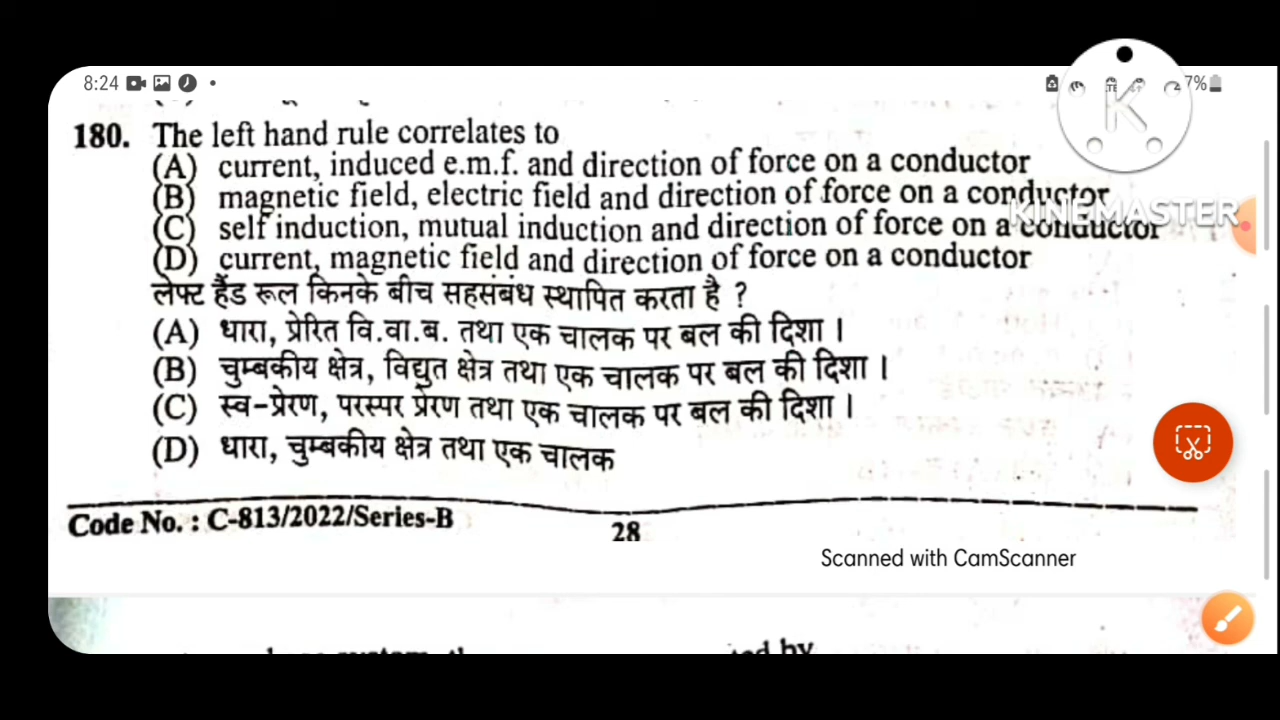 8:24
7%
180. The left hand rule correlates to
(A) current, induced e.m.f. and direction of force on a conductor
(B) magnetic field, electric field and direction of force on a conductor
KINEMASTER
(C) self induction, mutual induction and direction of force on a conductor
(D) current, magnetic field and direction of force on a conductor
लेफ्ट हैंड रूल किनके बीच सहसंबंध स्थापित करता है ?
(A) धारा, प्रेरित वि.वा.ब. तथा एक चालक पर बल की दिशा ।
(B) चुम्बकीय क्षेत्र, विद्युत क्षेत्र तथा एक चालक पर बल की दिशा ।
(C) स्व-प्रेरण, परस्पर प्रेरण तथा एक चालक पर बल की दिशा ।
(D) धारा, चुम्बकीय क्षेत्र तथा एक चालक
Code No. : C-813/2022/Series-B
28
Scanned with CamScanner